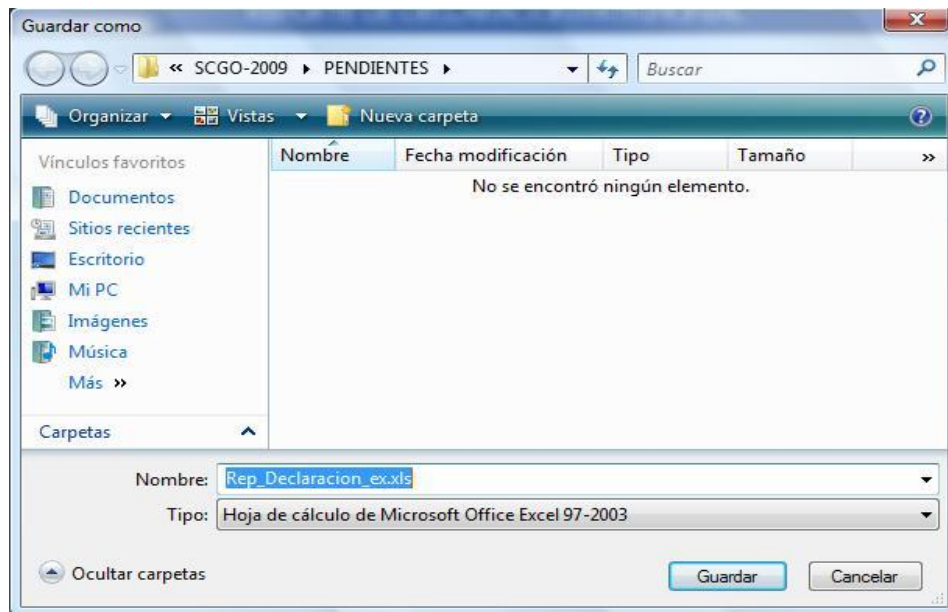 Guardar como
« SCGO-2009 ▸ PENDIENTES ▸
Buscar
Organizar Vistas Nueva carpeta
Vínculos favoritos
Documentos
Sitios recientes
Escritorio
Mi PC
Imágenes
Música
Más »
Carpetas
Nombre Fecha modificación Tipo Tamaño »
No se encontró ningún elemento.
Nombre: Rep_Declaracion_ex.xls
Tipo: Hoja de cálculo de Microsoft Office Excel 97-2003
Ocultar carpetas Guardar Cancelar